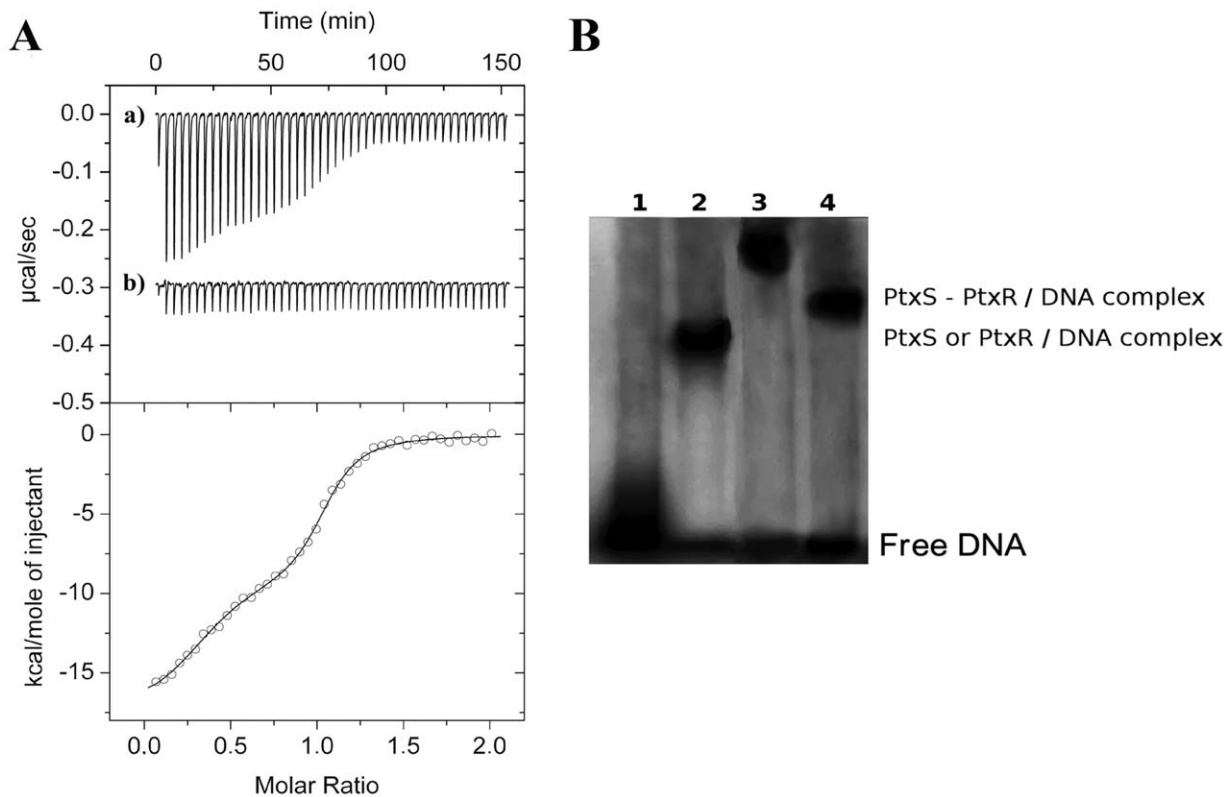 A
Time (min)
0 50 100 150
a)
0.0
-0.1
-0.2
b)
-0.3
-0.4
-0.5
µcal/sec
0
-5
-10
-15
kcal/mole of injectant
0.0 0.5 1.0 1.5 2.0
Molar Ratio
B
1 2 3 4
PtxS - PtxR / DNA complex
PtxS or PtxR / DNA complex
Free DNA